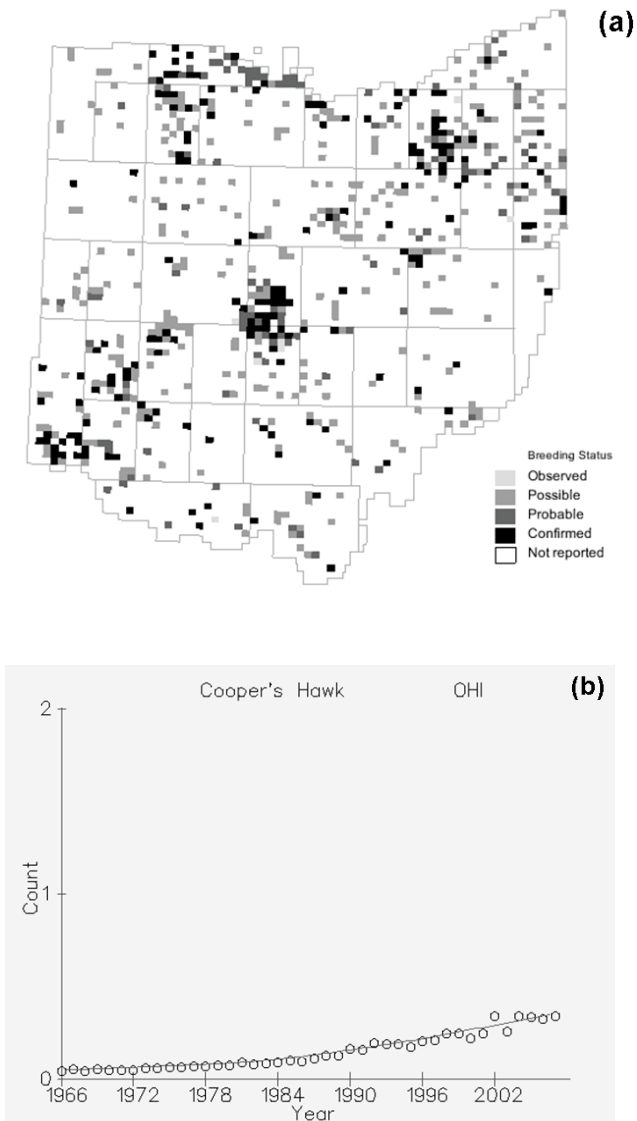 (a)
Breeding Status
Observed
Possible
Probable
Confirmed
Not reported
Cooper's Hawk OHI (b)
2
Count
1
0
1966 1972 1978 1984 1990 1996 2002
Year